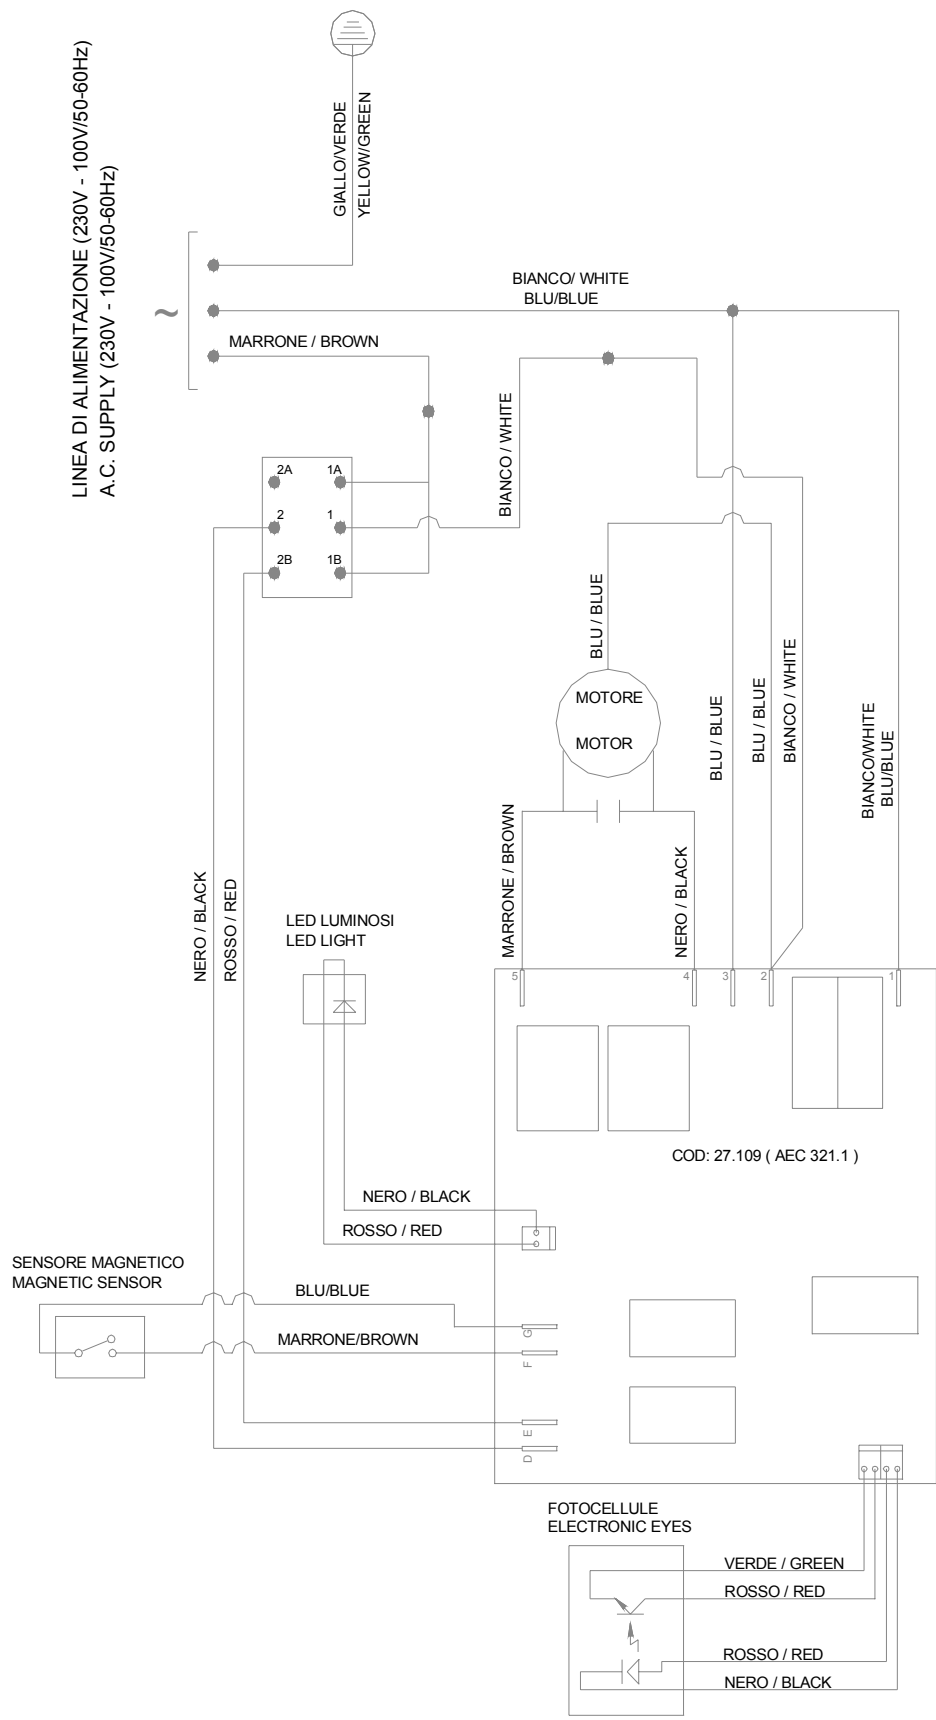 LINEA DI ALIMENTAZIONE (230V - 100V/50-60Hz)
A.C. SUPPLY (230V - 100V/50-60Hz)
GIALLO/VERDE
YELLOW/GREEN
~
BIANCO/ WHITE
BLU/BLUE
MARRONE / BROWN
BIANCO / WHITE
2A
1A
2
1
2B
1B
BLU / BLUE
MOTORE
MOTOR
BLU / BLUE
BLU / BLUE
BIANCO / WHITE
BIANCO/WHITE
BLU/BLUE
MARRONE / BROWN
NERO / BLACK
NERO / BLACK
ROSSO / RED
LED LUMINOSI
LED LIGHT
5
4
3
2
1
COD: 27.109 ( AEC 321.1 )
NERO / BLACK
ROSSO / RED
SENSORE MAGNETICO
MAGNETIC SENSOR
BLU/BLUE
MARRONE/BROWN
G
F
E
D
FOTOCELLULE
ELECTRONIC EYES
VERDE / GREEN
ROSSO / RED
ROSSO / RED
NERO / BLACK